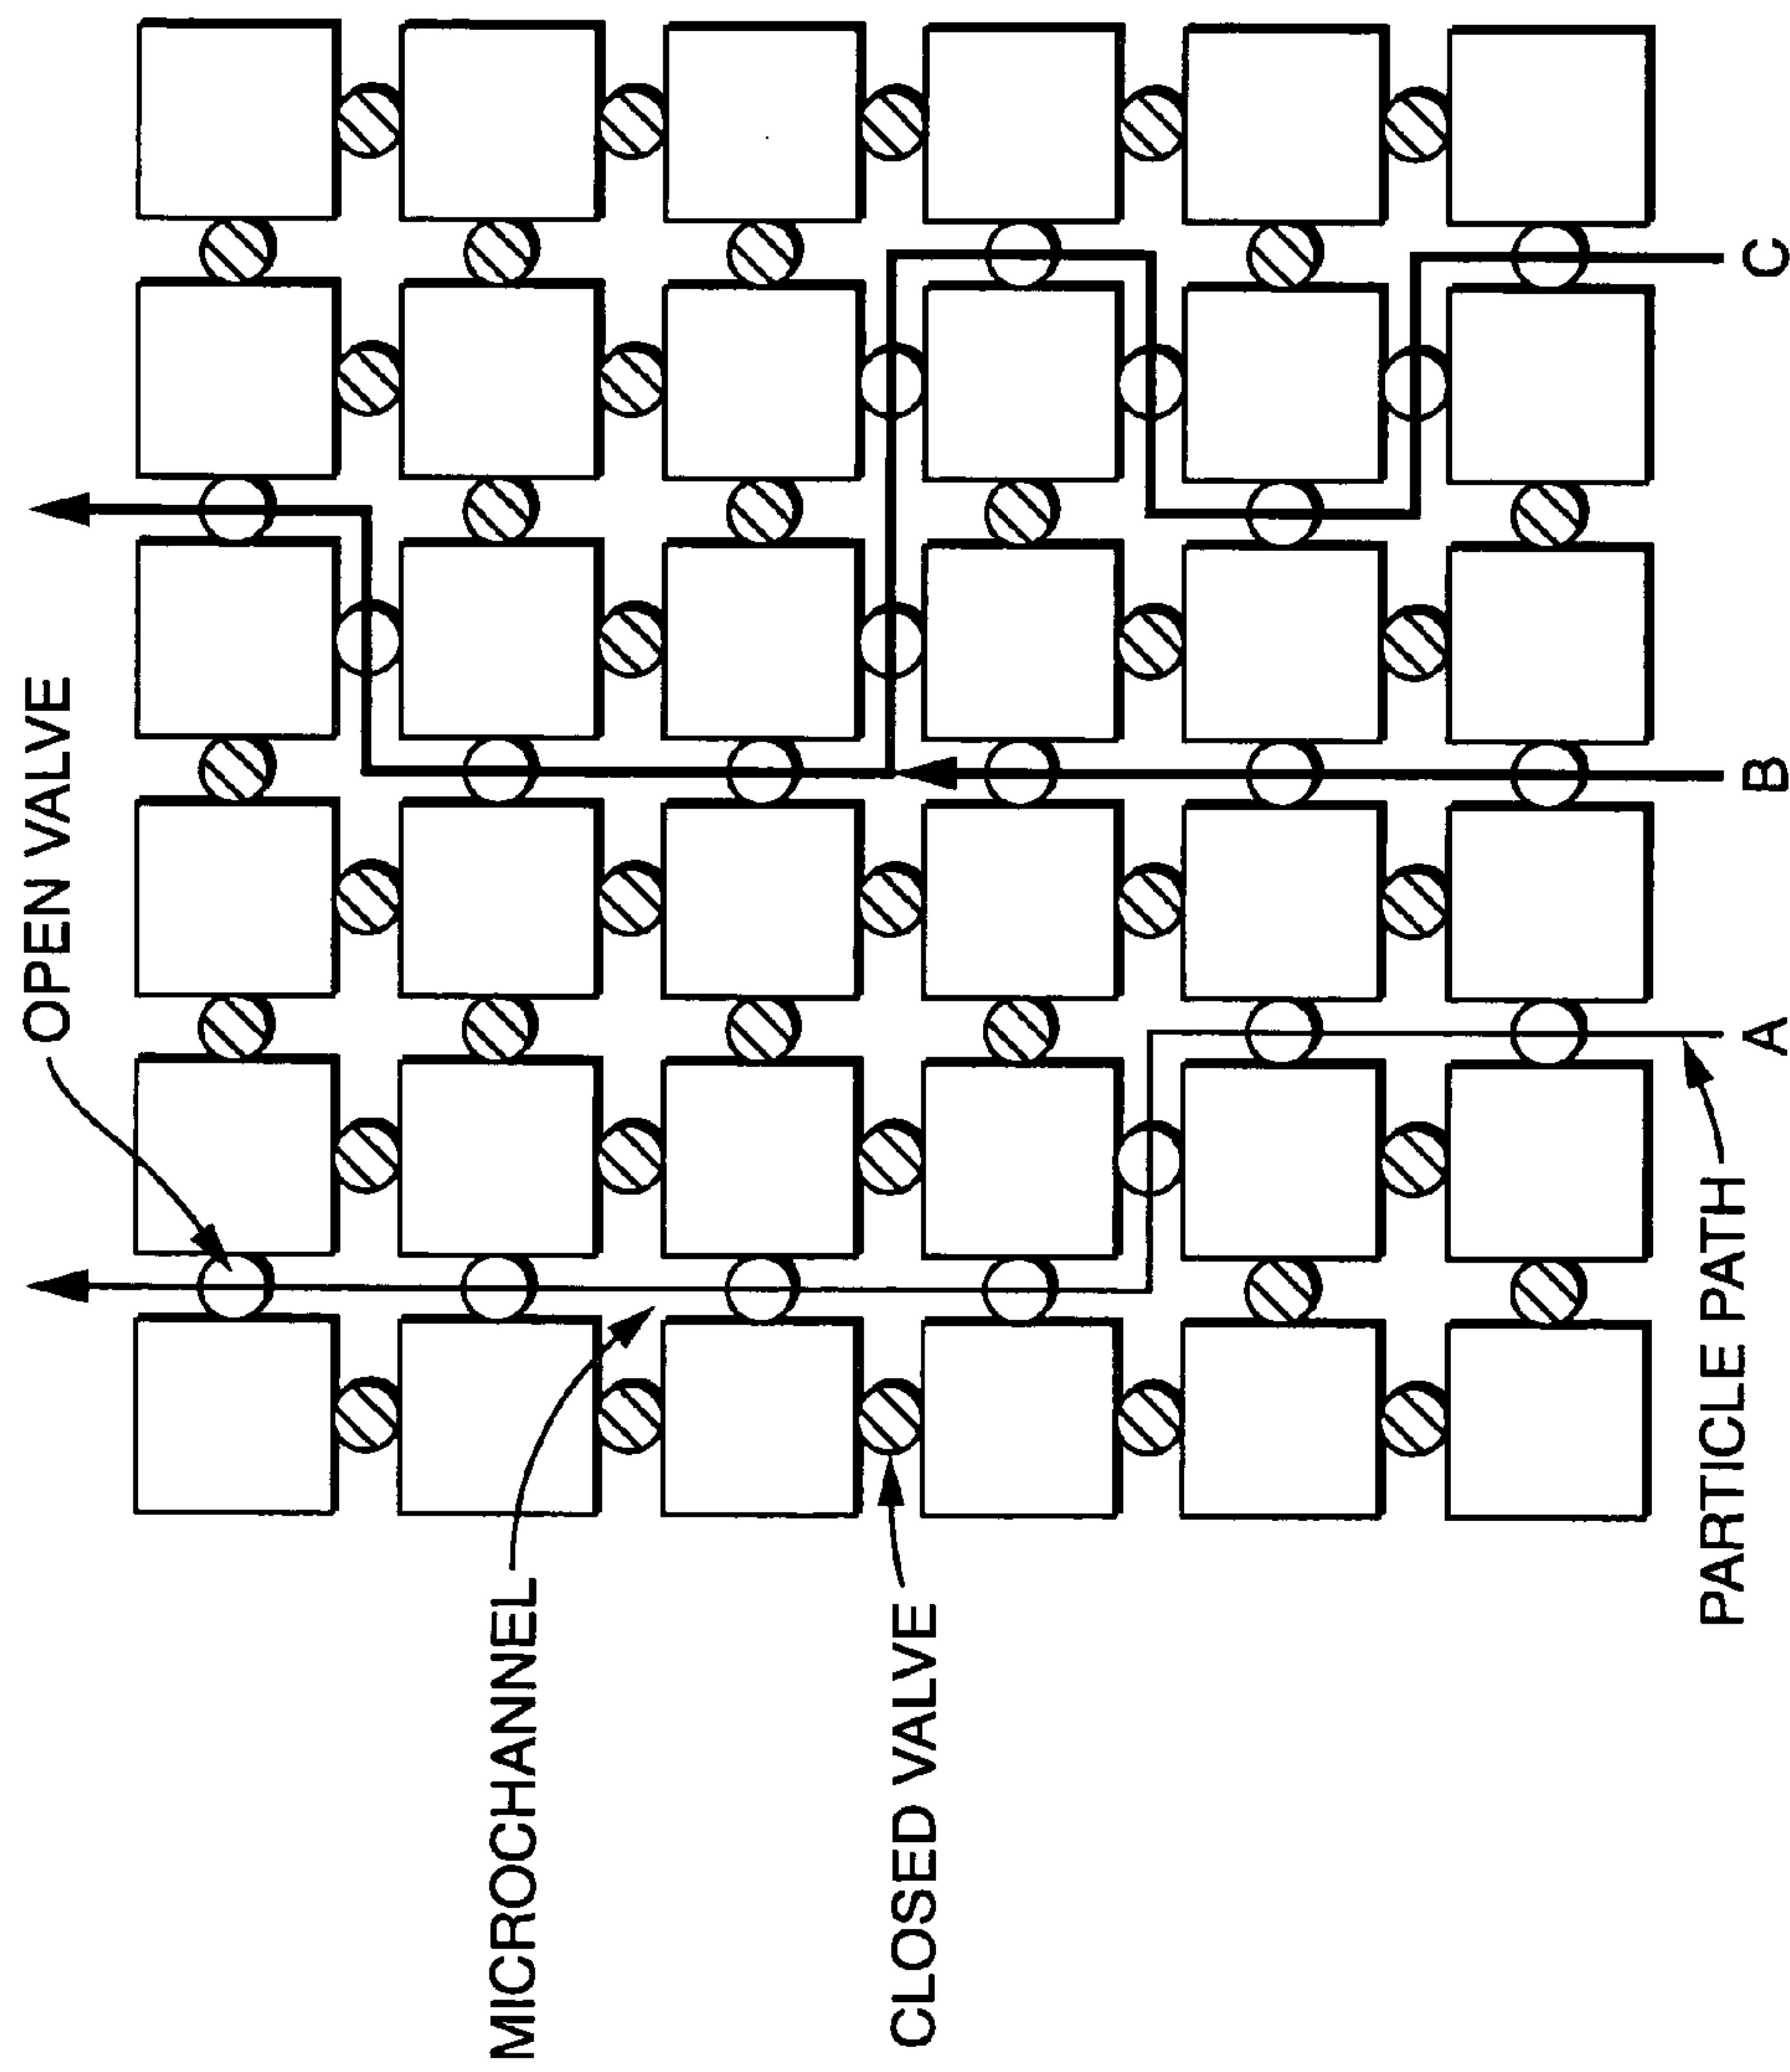 OPEN VALVE
MICROCHANNEL
CLOSED VALVE
PARTICLE PATH
A
B
C